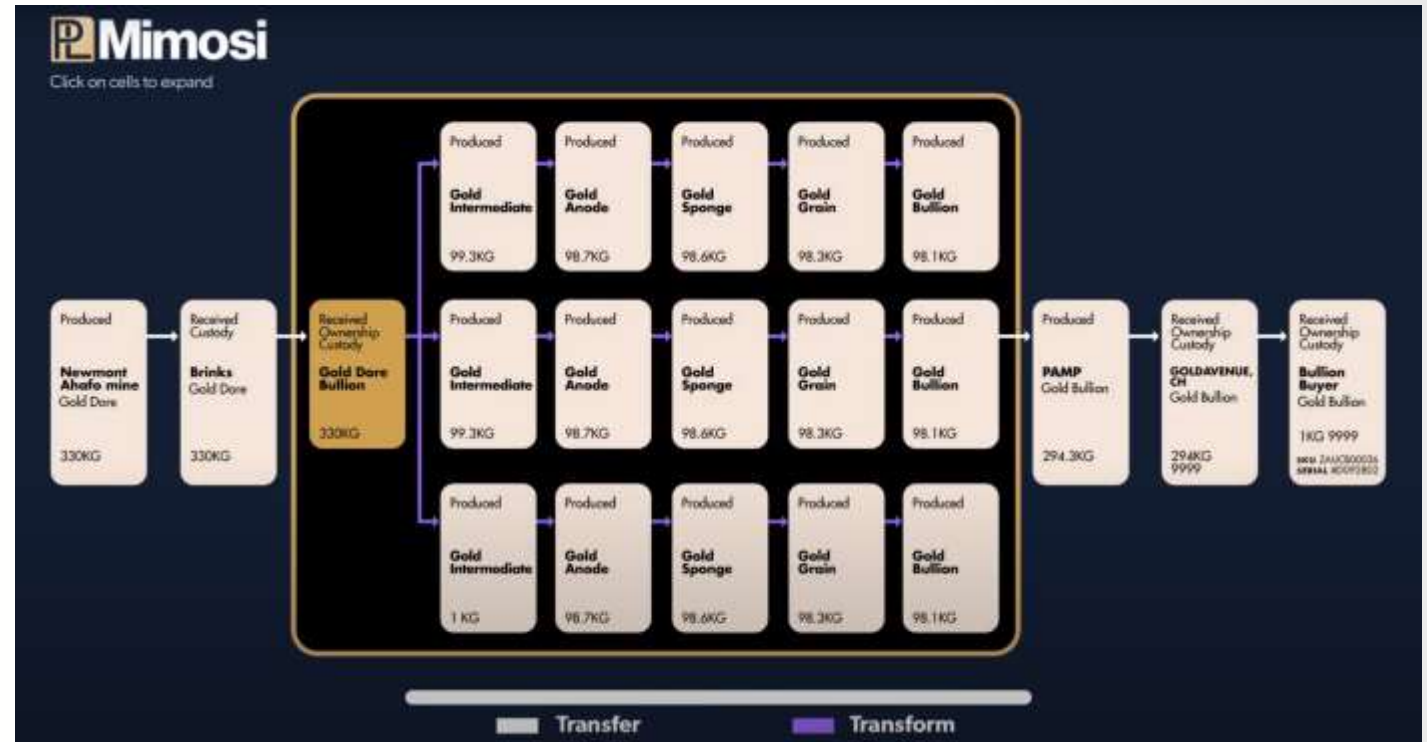 PL Mimosi
Click on cells to expand
Produced
Gold
Intermediate
99.3KG
Produced
Gold
Anode
98.7KG
Produced
Gold
Sponge
98.6KG
Produced
Gold
Grain
98.3KG
Produced
Gold
Bullion
98.1KG
Produced
Newmont
Ahafo mine
Gold Dore
330KG
Received
Custody
Brinks
Gold Dore
330KG
Received
Ownership
Custody
Gold Dore
Bullion
330KG
Produced
Gold
Intermediate
99.3KG
Produced
Gold
Anode
98.7KG
Produced
Gold
Sponge
98.6KG
Produced
Gold
Grain
98.3KG
Produced
Gold
Bullion
98.1KG
Produced
PAMP
Gold Bullion
294.3KG
Received
Ownership
Custody
GOLDAVENUE,
CH
Gold Bullion
294KG
9999
Received
Ownership
Custody
Bullion
Buyer
Gold Bullion
1KG 9999
SKU
SERIAL
Produced
Gold
Intermediate
1 KG
Produced
Gold
Anode
98.7KG
Produced
Gold
Sponge
98.6KG
Produced
Gold
Grain
98.3KG
Produced
Gold
Bullion
98.1KG
Transfer
Transform